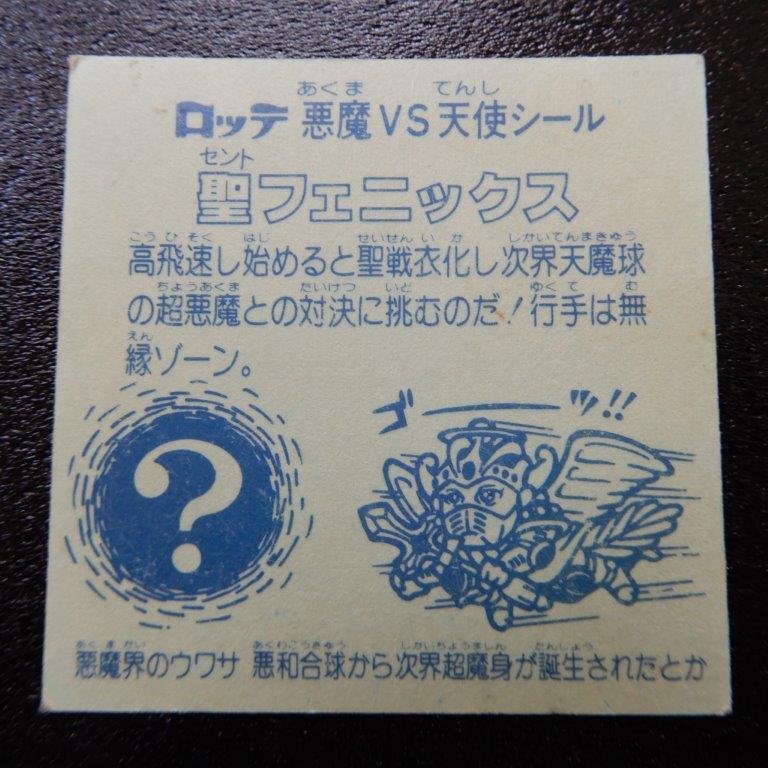 ロッテ 悪魔VS天使シール
あくま てんし
セント
聖フェニックス
こうひそく はじ せいせんいか しかいてんまきゅう
高飛速し始めると聖戦衣化し次界天魔球
ちょうあくま たいけつ いど ゆくて む
の超悪魔との対決に挑むのだ!行手は無
えん
縁ゾーン。
?
ゴーーッ!!
あくまかい あくわごうきゅう しかいちょうましん たんじょう
悪魔界のウワサ 悪和合球から次界超魔身が誕生されたとか